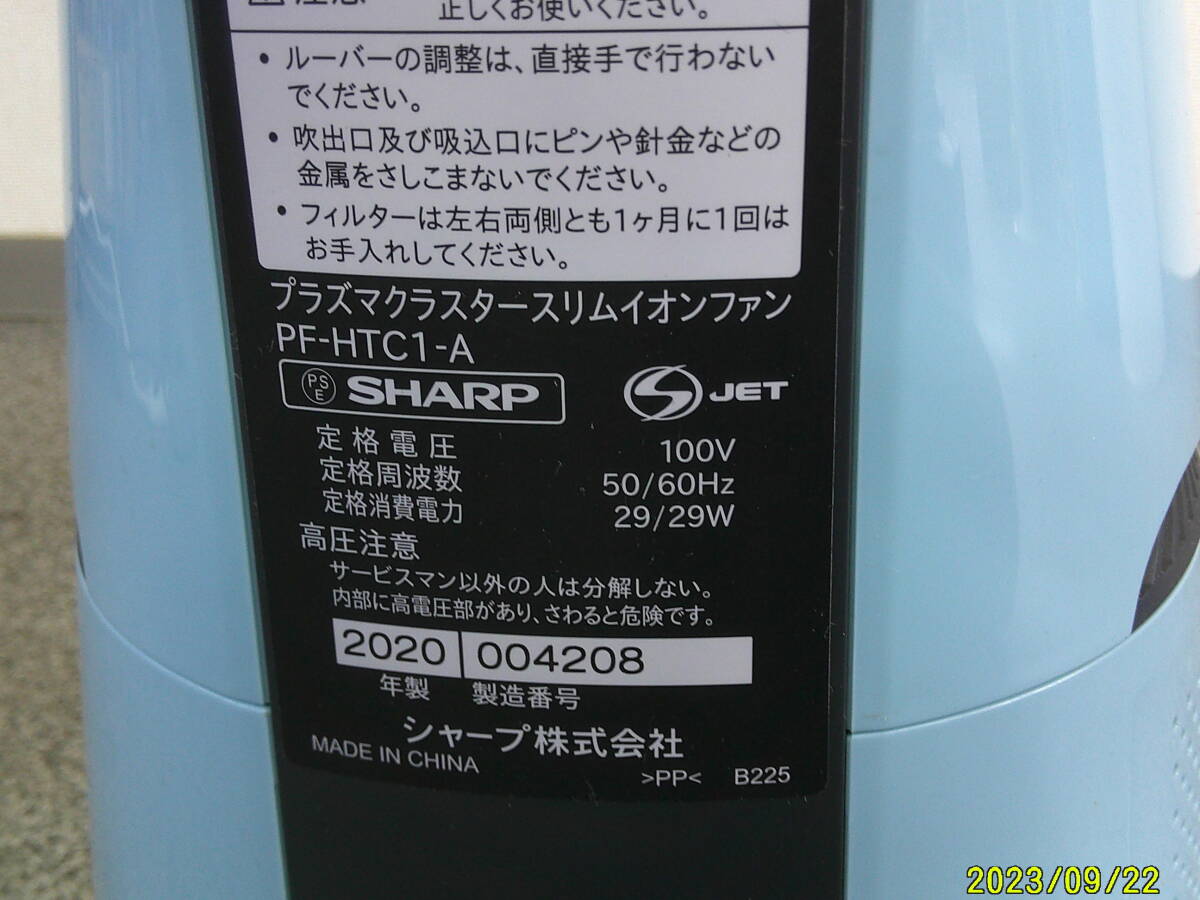 注意
正しくお使いください。
・ルーバーの調整は、直接手で行わない
でください。
・吹出口及び吸込口にピンや針金などの
金属をさしこまないでください。
・フィルターは左右両側とも1ヶ月に1回は
お手入れしてください。
プラズマクラスタースリムイオンファン
PF-HTC1-A
PSE SHARP S JET
定格電圧 100V
定格周波数 50/60Hz
定格消費電力 29/29W
高圧注意
サービスマン以外の人は分解しない。
内部に高電圧部があり、さわると危険です。
2020 004208
年製 製造番号
シャープ株式会社
MADE IN CHINA >PP< B225
2023/09/22